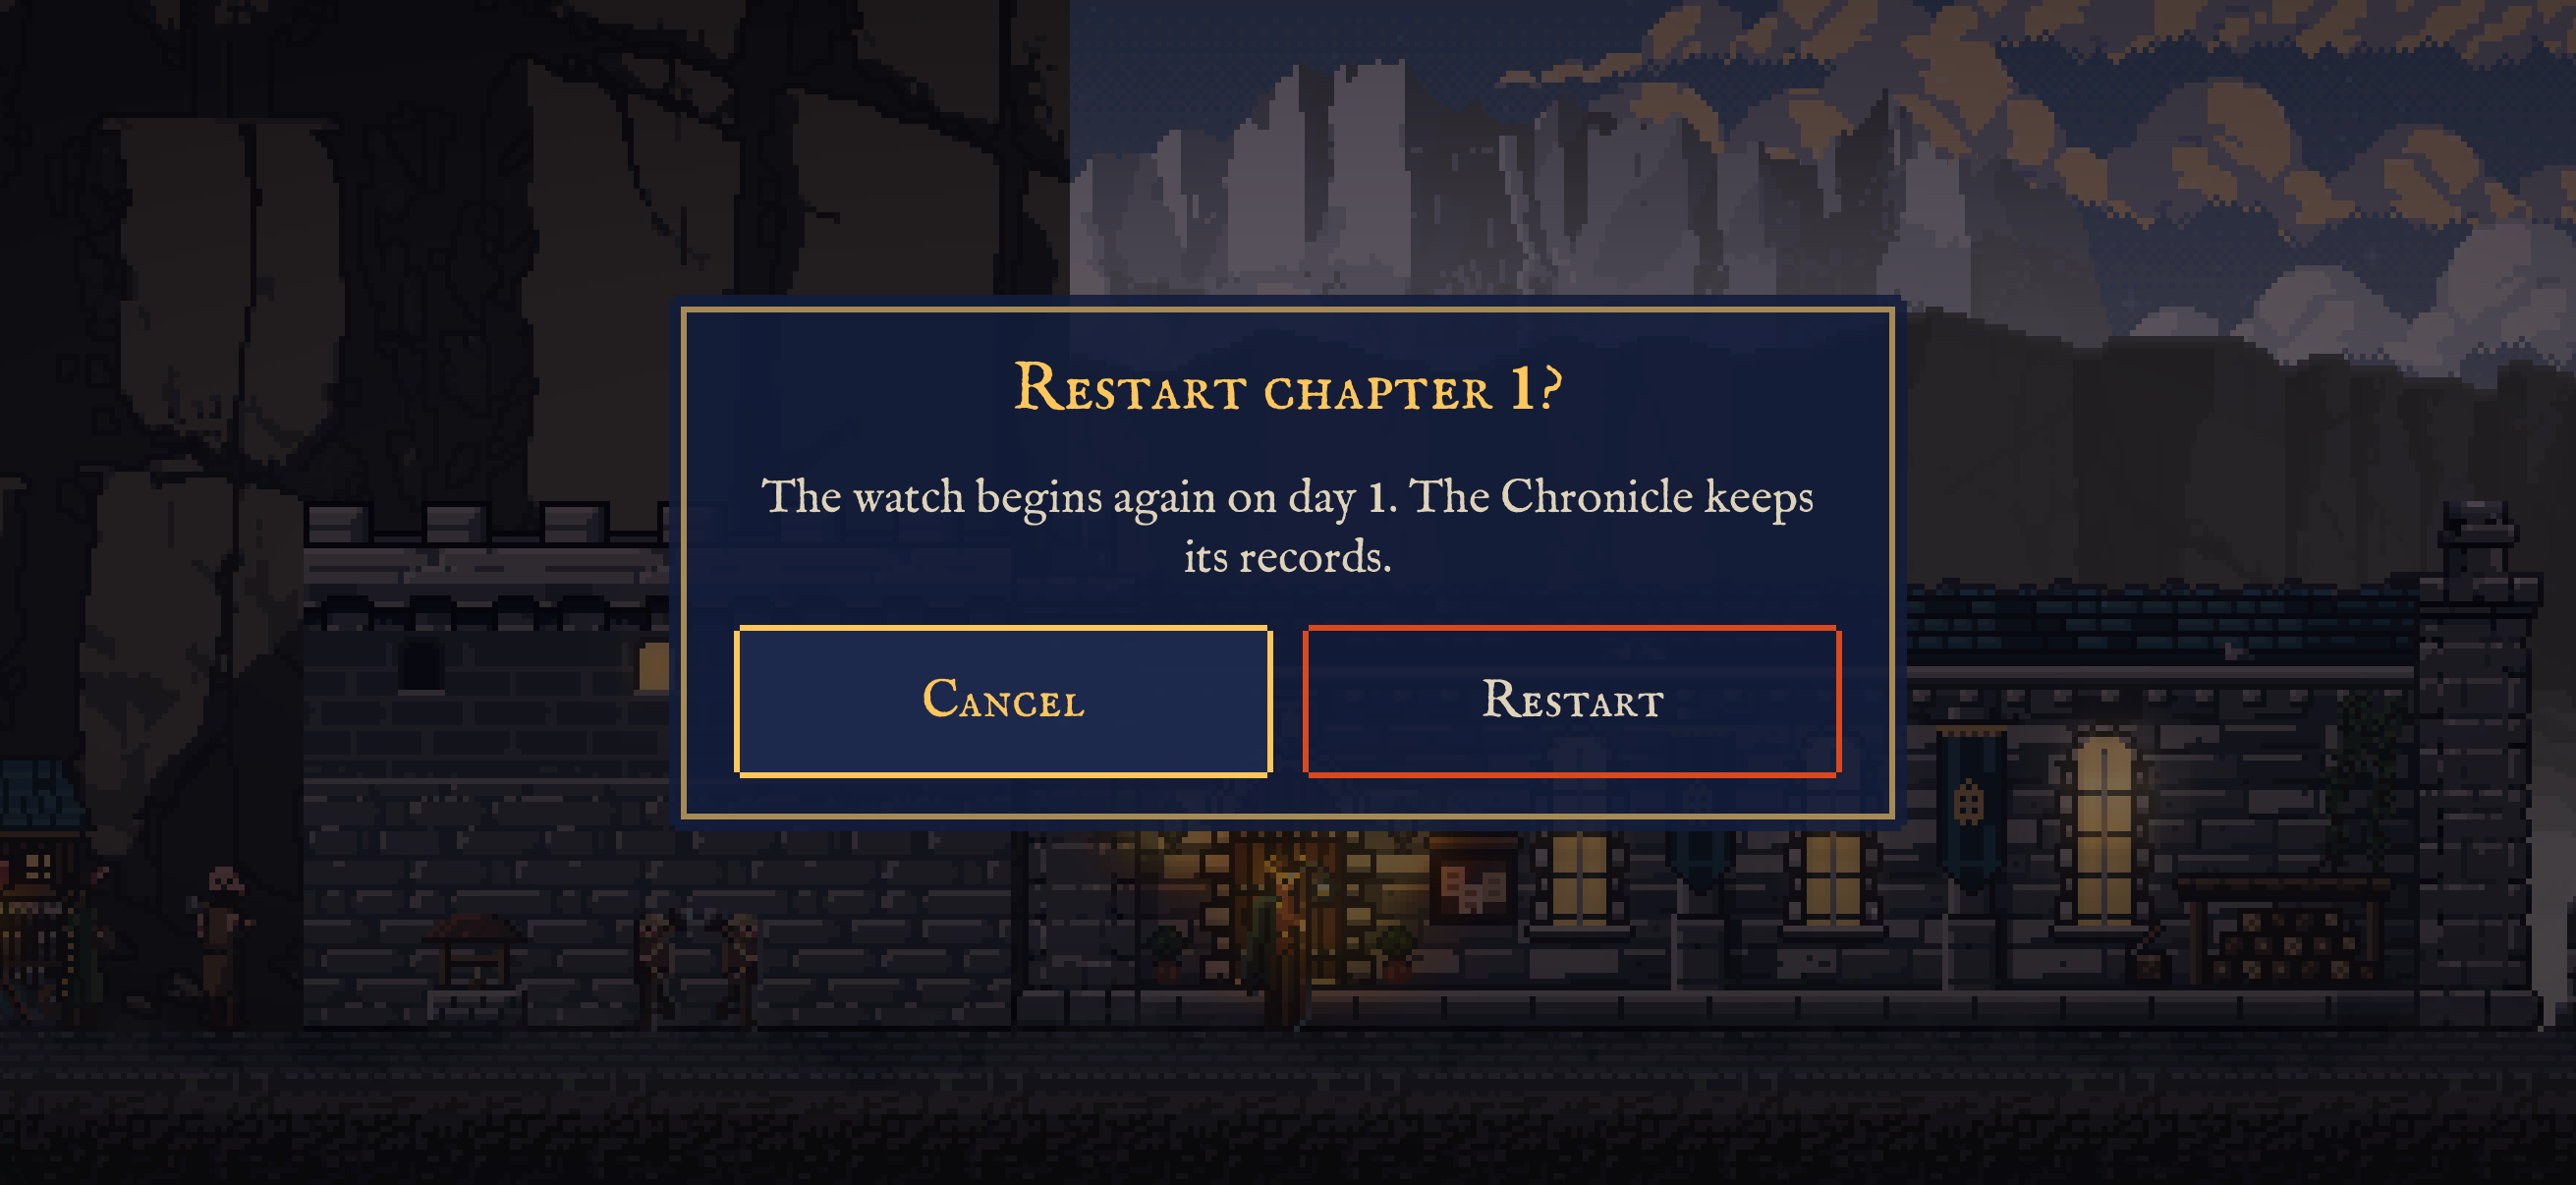 Restart chapter 1?
The watch begins again on day 1. The Chronicle keeps
its records.
Cancel
Restart